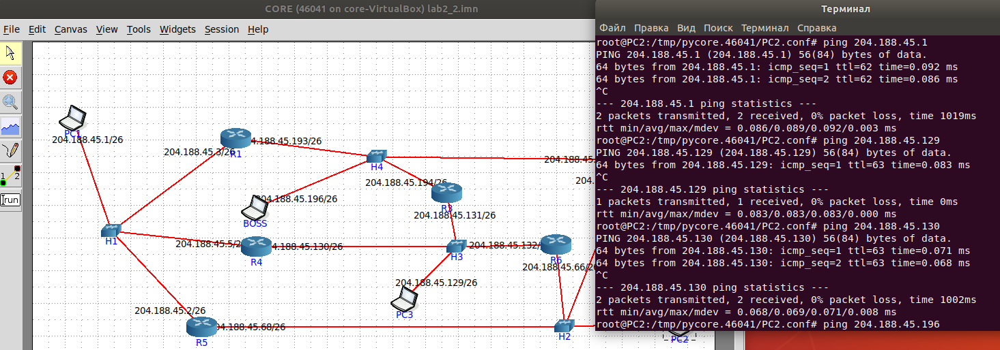 CORE (46041 on core-VirtualBox) lab2_2.imn
File Edit Canvas View Tools Widgets Session Help
PC1
204.188.45.1/26
204.188.45.3/26
4.188.45.193/26
R1
H4
204.188.45.
204.
204.188.45.194/26
R3
204.188.45.196/26
BOSS
204.188.45.131/26
H1
204.188.45.5/2
4.188.45.130/26
R4
H3
204.188.45.132/
R6
204.188.45.66/26
204.188.45.129/26
PC3
204.188.45.2/26
4.188.45.68/26
R5
H2
PC2
1 2
run
Терминал
Файл Правка Вид Поиск Терминал Справка
root@PC2:/tmp/pycore.46041/PC2.conf# ping 204.188.45.1
PING 204.188.45.1 (204.188.45.1) 56(84) bytes of data.
64 bytes from 204.188.45.1: icmp_seq=1 ttl=62 time=0.092 ms
64 bytes from 204.188.45.1: icmp_seq=2 ttl=62 time=0.086 ms
^C
--- 204.188.45.1 ping statistics ---
2 packets transmitted, 2 received, 0% packet loss, time 1019ms
rtt min/avg/max/mdev = 0.086/0.089/0.092/0.003 ms
root@PC2:/tmp/pycore.46041/PC2.conf# ping 204.188.45.129
PING 204.188.45.129 (204.188.45.129) 56(84) bytes of data.
64 bytes from 204.188.45.129: icmp_seq=1 ttl=63 time=0.083 ms
^C
--- 204.188.45.129 ping statistics ---
1 packets transmitted, 1 received, 0% packet loss, time 0ms
rtt min/avg/max/mdev = 0.083/0.083/0.083/0.000 ms
root@PC2:/tmp/pycore.46041/PC2.conf# ping 204.188.45.130
PING 204.188.45.130 (204.188.45.130) 56(84) bytes of data.
64 bytes from 204.188.45.130: icmp_seq=1 ttl=63 time=0.071 ms
64 bytes from 204.188.45.130: icmp_seq=2 ttl=63 time=0.068 ms
^C
--- 204.188.45.130 ping statistics ---
2 packets transmitted, 2 received, 0% packet loss, time 1002ms
rtt min/avg/max/mdev = 0.068/0.069/0.071/0.008 ms
root@PC2:/tmp/pycore.46041/PC2.conf# ping 204.188.45.196